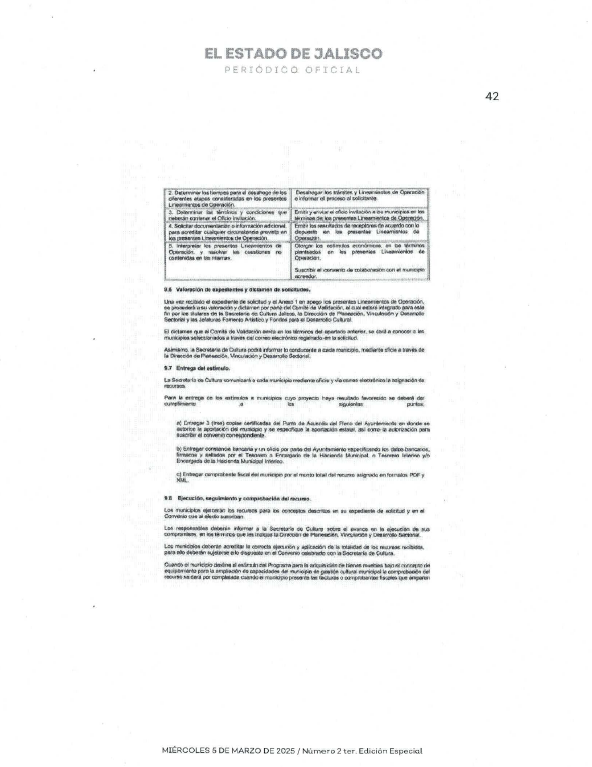 EL ESTADO DE JALISCO
PERIÓDICO OFICIAL
42
2. Determinar los tiempos para el desahogo de las
diferentes etapas consideradas en los presentes
Lineamientos de Operación.
Desahogar los trámites y Lineamientos de Operación
e informar el proceso al solicitante.
3. Determinar los términos y condiciones que
deberán contener el Oficio Invitación.
Emitir y enviar el oficio invitación a los municipios en los
términos de los presentes Lineamientos de Operación.
4. Solicitar documentación o información adicional,
para acreditar cualquier circunstancia prevista en
los presentes Lineamientos de Operación.
Emitir los resultados de receptores de acuerdo con lo
dispuesto en los presentes Lineamientos de
Operación.
5. Interpretar los presentes Lineamientos de
Operación, y resolver las cuestiones no
contenidas en las mismas.
Otorgar los estímulos económicos, en los términos
planteados en los presentes Lineamientos de
Operación.
Suscribir el convenio de colaboración con el municipio
acreedor.
9.6 Valoración de expedientes y dictamen de solicitudes.
Una vez recibido el expediente de solicitud y el Anexo 1 en apego los presentes Lineamientos de Operación,
se procederá a su valoración y dictamen por parte del Comité de Validación, el cual estará integrado para este
fin por los titulares de la Secretaría de Cultura Jalisco, la Dirección de Planeación, Vinculación y Desarrollo
Sectorial y las Jefaturas Fomento Artístico y Fondos para el Desarrollo Cultural.
El dictamen que el Comité de Validación emita en los términos del apartado anterior, se dará a conocer a los
municipios seleccionados a través del correo electrónico registrado en la solicitud.
Asimismo, la Secretaría de Cultura podrá informar lo conducente a cada municipio, mediante oficio a través de
la Dirección de Planeación, Vinculación y Desarrollo Sectorial.
9.7 Entrega del estímulo.
La Secretaría de Cultura comunicará a cada municipio mediante oficio y vía correo electrónico la asignación de
recursos.
Para la entrega de los estímulos a municipios cuyo proyecto haya resultado favorecido se deberá dar
cumplimiento a los siguientes puntos:
a) Entregar 3 (tres) copias certificadas del Punto de Acuerdo del Pleno del Ayuntamiento en donde se
autorice la aportación del municipio y se especifique la aportación estatal, así como la autorización para
suscribir el convenio correspondiente.
b) Entregar constancia bancaria y un oficio por parte del Ayuntamiento especificando los datos bancarios,
firmados y sellados por el Tesorero o Encargado de la Hacienda Municipal, o Tesorero Interino y/o
Encargado de la Hacienda Municipal Interino.
c) Entregar comprobante fiscal del municipio por el monto total del recurso asignado en formatos PDF y
XML.
9.8 Ejecución, seguimiento y comprobación del recurso.
Los municipios ejecutarán los recursos para los conceptos descritos en su expediente de solicitud y en el
Convenio que al efecto suscriban.
Los responsables deberán informar a la Secretaría de Cultura sobre el avance en la ejecución de sus
compromisos, en los términos que les indique la Dirección de Planeación, Vinculación y Desarrollo Sectorial.
Los municipios deberán acreditar la correcta ejecución y aplicación de la totalidad de los recursos recibidos,
para ello deberán sujetarse a lo dispuesto en el Convenio celebrado con la Secretaría de Cultura.
Cuando el municipio destine el estímulo del Programa para la adquisición de bienes muebles bajo el concepto de
equipamiento para la ampliación de capacidades del municipio de gestión cultural municipal la comprobación del
recurso se dará por completada cuando el municipio presente las facturas o comprobantes fiscales que amparen
MIÉRCOLES 5 DE MARZO DE 2025 / Número 2 ter. Edición Especial